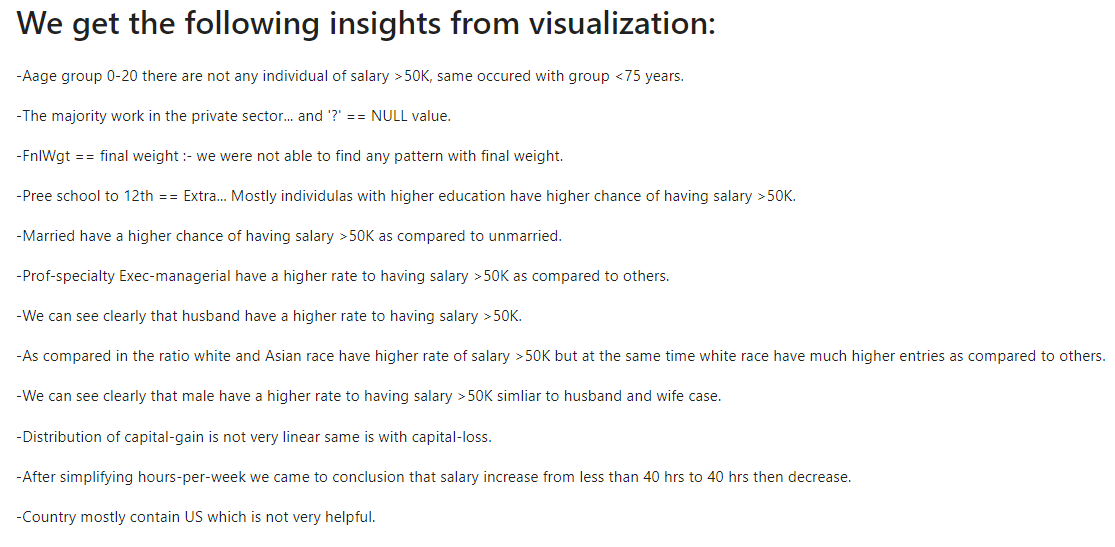 We get the following insights from visualization:
-Aage group 0-20 there are not any individual of salary >50K, same occured with group <75 years.
-The majority work in the private sector... and '?' == NULL value.
-FnlWgt == final weight :- we were not able to find any pattern with final weight.
-Pree school to 12th == Extra... Mostly individulas with higher education have higher chance of having salary >50K.
-Married have a higher chance of having salary >50K as compared to unmarried.
-Prof-specialty Exec-managerial have a higher rate to having salary >50K as compared to others.
-We can see clearly that husband have a higher rate to having salary >50K.
-As compared in the ratio white and Asian race have higher rate of salary >50K but at the same time white race have much higher entries as compared to others.
-We can see clearly that male have a higher rate to having salary >50K simliar to husband and wife case.
-Distribution of capital-gain is not very linear same is with capital-loss.
-After simplifying hours-per-week we came to conclusion that salary increase from less than 40 hrs to 40 hrs then decrease.
-Country mostly contain US which is not very helpful.